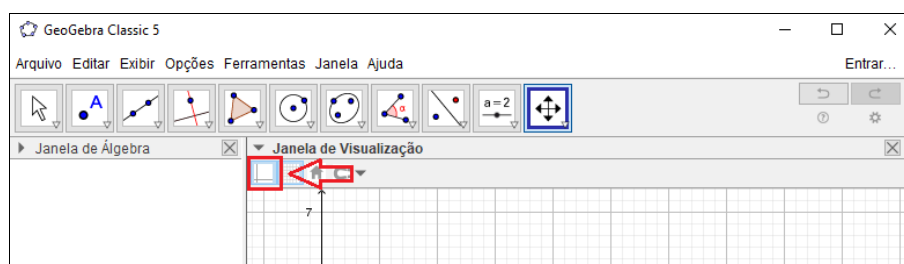 GeoGebra Classic 5
Arquivo Editar Exibir Opções Ferramentas Janela Ajuda Entrar...
A α a = 2
Janela de Álgebra Janela de Visualização
7